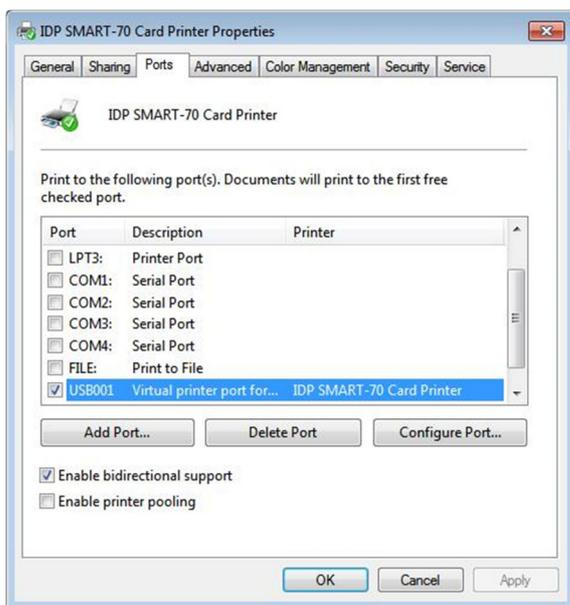 IDP SMART-70 Card Printer Properties
General Sharing Ports Advanced Color Management Security Service
IDP SMART-70 Card Printer
Print to the following port(s). Documents will print to the first free
checked port.
Port Description Printer
LPT3: Printer Port
COM1: Serial Port
COM2: Serial Port
COM3: Serial Port
COM4: Serial Port
FILE: Print to File
USB001 Virtual printer port for... IDP SMART-70 Card Printer
Add Port... Delete Port Configure Port...
Enable bidirectional support
Enable printer pooling
OK Cancel Apply